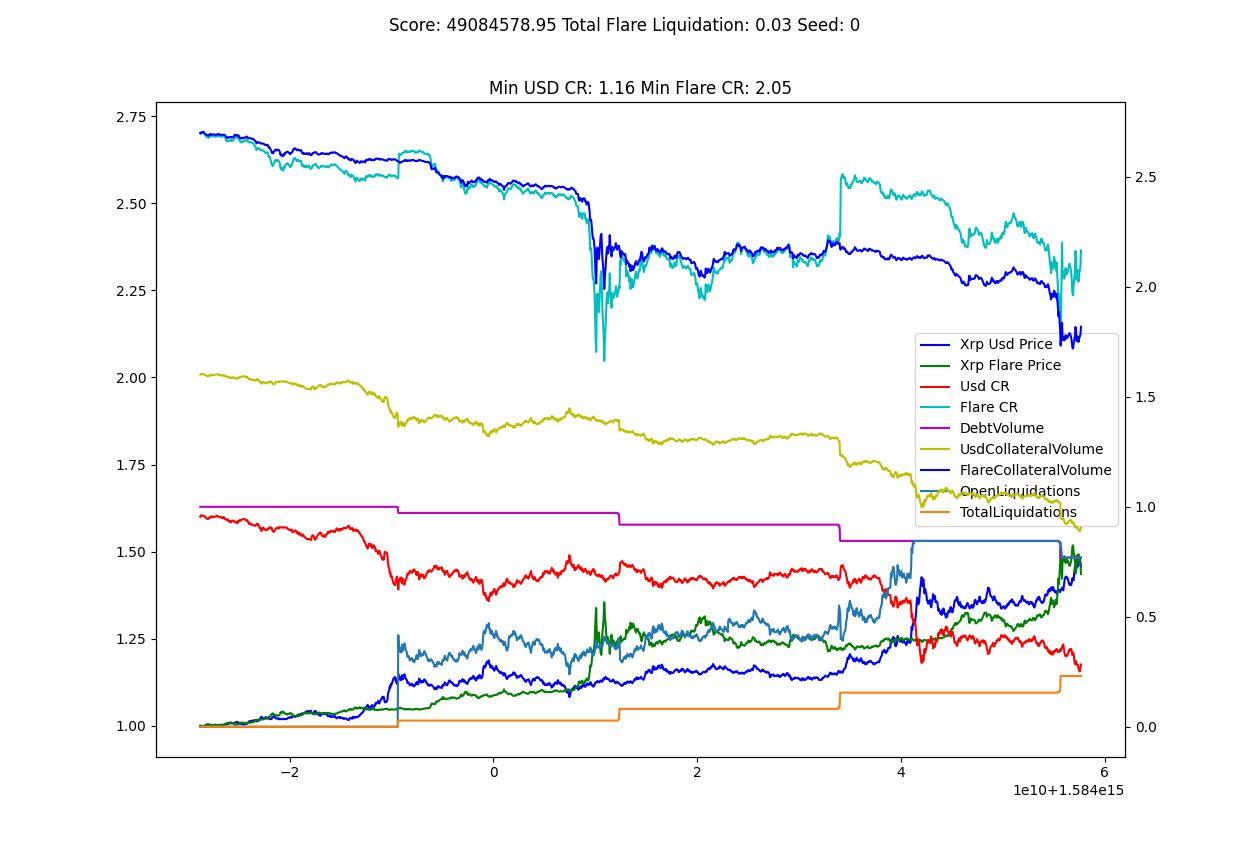 Score: 49084578.95 Total Flare Liquidation: 0.03 Seed: 0
Min USD CR: 1.16 Min Flare CR: 2.05
2.75
2.50
2.25
2.00
1.75
1.50
1.25
1.00
2.5
2.0
1.5
1.0
0.5
0.0
Xrp Usd Price
Xrp Flare Price
Usd CR
Flare CR
DebtVolume
UsdCollateralVolume
FlareCollateralVolume
OpenLiquidations
TotalLiquidations
−2 0 2 4 6
1e10+1.584e15